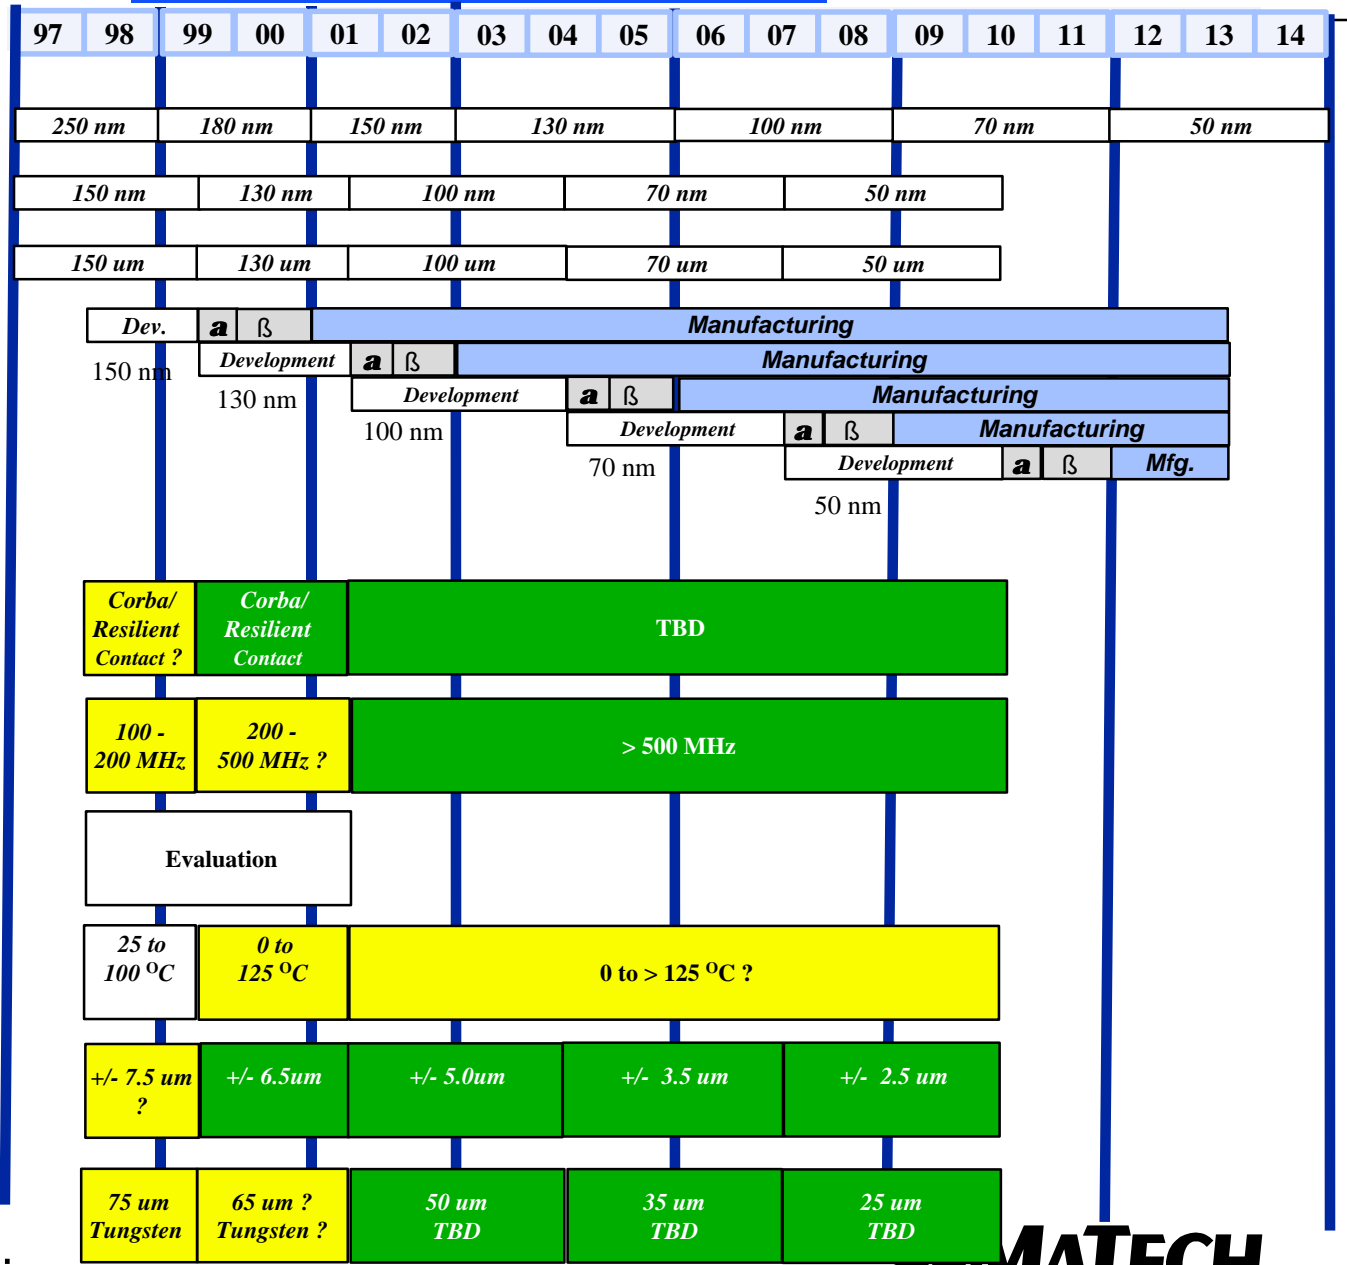 97 98 99 00 01 02 03 04 05 06 07 08 09 10 11 12 13 14
250 nm 180 nm 150 nm 130 nm 100 nm 70 nm 50 nm
150 nm 130 nm 100 nm 70 nm 50 nm
150 um 130 um 100 um 70 um 50 um
Dev. a ß Manufacturing
150 nm
Development a ß Manufacturing
130 nm
Development a ß Manufacturing
100 nm
Development a ß Manufacturing
70 nm
Development a ß Mfg.
50 nm
Corba/
Resilient
Contact ?
Corba/
Resilient
Contact
TBD
100 -
200 MHz
200 -
500 MHz ?
> 500 MHz
Evaluation
25 to
100 ᴼC
0 to
125 ᴼC
0 to > 125 ᴼC ?
+/- 7.5 um
?
+/- 6.5um
+/- 5.0um
+/- 3.5 um
+/- 2.5 um
75 um
Tungsten
65 um ?
Tungsten ?
50 um
TBD
35 um
TBD
25 um
TBD